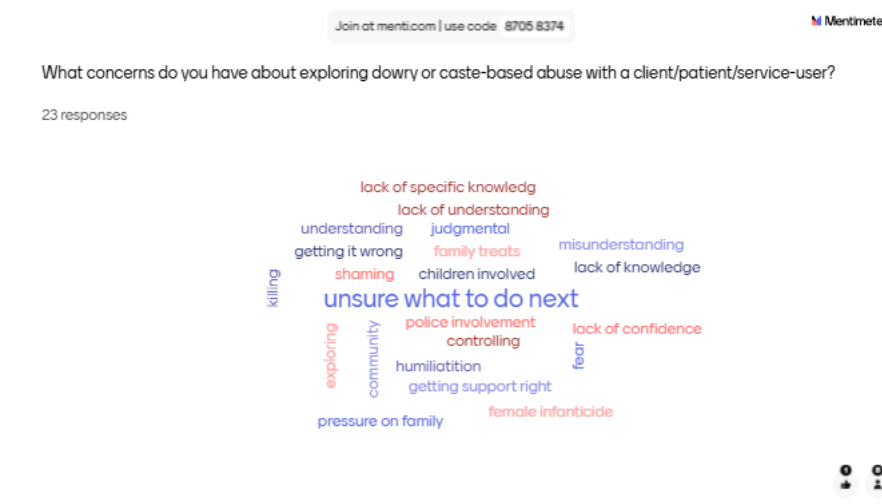 Join at menti.com | use code 8705 8374
Mentimete
What concerns do you have about exploring dowry or caste-based abuse with a client/patient/service-user?
23 responses
lack of specific knowledg
lack of understanding
understanding
judgmental
getting it wrong
family treats
misunderstanding
shaming
children involved
lack of knowledge
killing
unsure what to do next
police involvement
lack of confidence
exploring
community
controlling
fear
humiliatition
getting support right
female infanticide
pressure on family